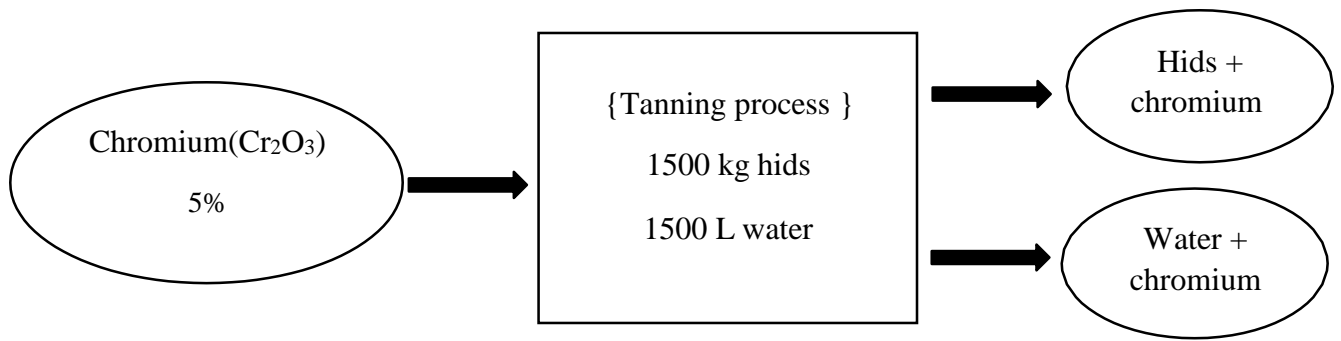 Chromium(Cr₂O₃)
5%
{Tanning process }
1500 kg hids
1500 L water
Hids +
chromium
Water +
chromium